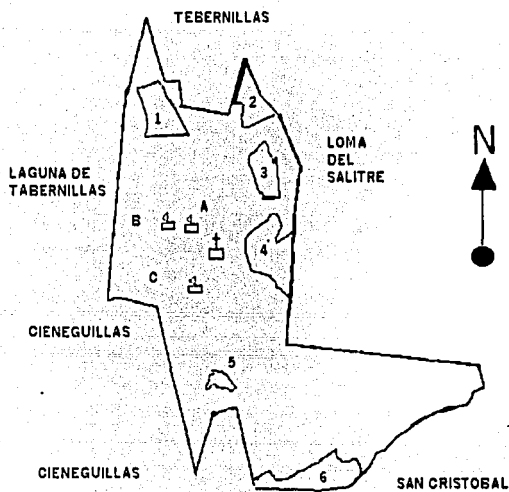 TEBERNILLAS
1
2
N
3
LOMA
DEL
SALITRE
LAGUNA DE
TABERNILLAS
A
B
4
C
CIENEGUILLAS
5
CIENEGUILLAS
6
SAN CRISTOBAL